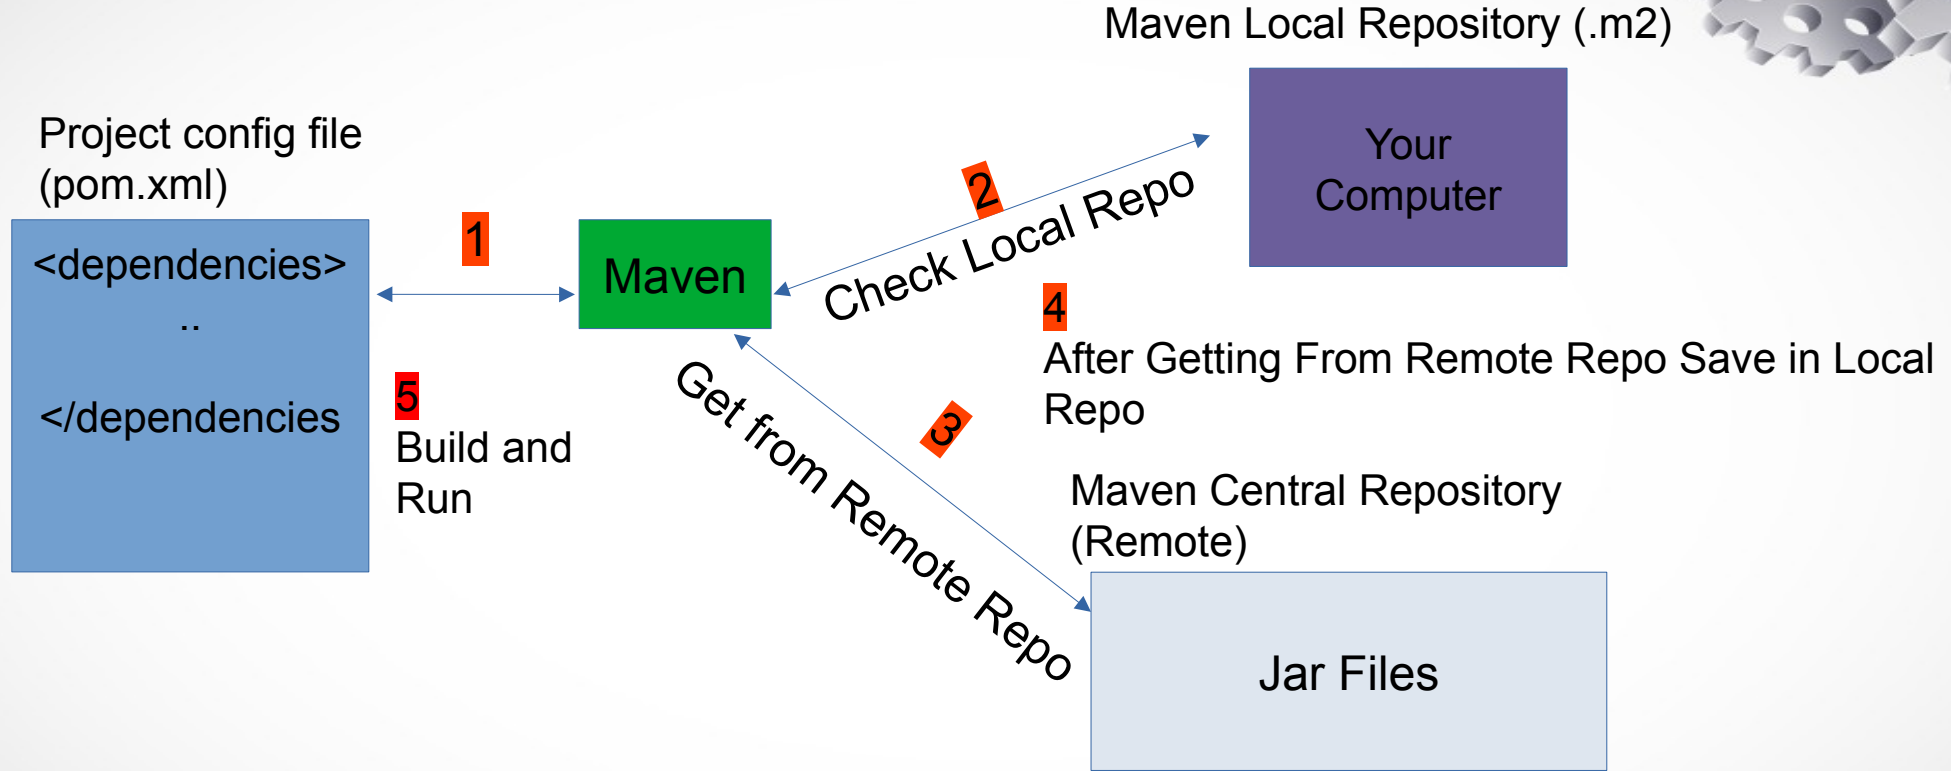 Maven Local Repository (.m2)
Your
Computer
Project config file
(pom.xml)
<dependencies>
..
</dependencies
1
Maven
2
Check Local Repo
4
After Getting From Remote Repo Save in Local
Repo
3
Get from Remote Repo
5
Build and
Run
Maven Central Repository
(Remote)
Jar Files